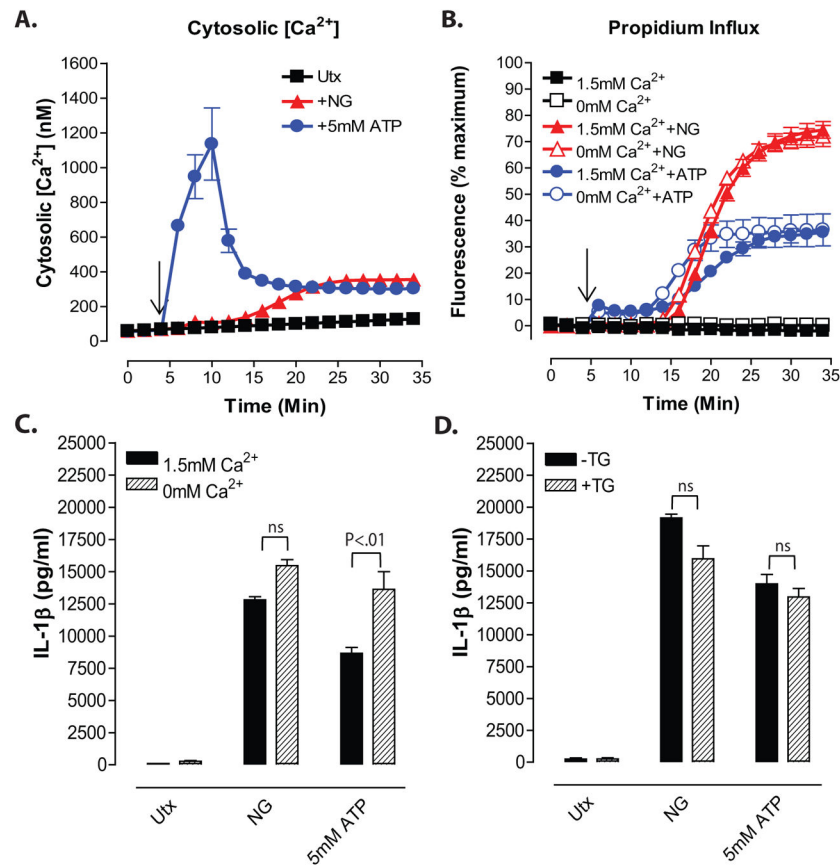 A.
Cytosolic [Ca²⁺]
Cytosolic [Ca²⁺] (nM)
1600
1400
1200
1000
800
600
400
200
0
Utx
+NG
+5mM ATP
0 5 10 15 20 25 30 35
Time (Min)
B.
Propidium Influx
Fluorescence (% maximum)
100
90
80
70
60
50
40
30
20
10
0
1.5mM Ca²⁺
0mM Ca²⁺
1.5mM Ca²⁺+NG
0mM Ca²⁺+NG
1.5mM Ca²⁺+ATP
0mM Ca²⁺+ATP
0 5 10 15 20 25 30 35
Time (Min)
C.
IL-1β (pg/ml)
25000
22500
20000
17500
15000
12500
10000
7500
5000
2500
0
1.5mM Ca²⁺
0mM Ca²⁺
ns
P<.01
Utx
NG
5mM ATP
D.
IL-1β (pg/ml)
25000
22500
20000
17500
15000
12500
10000
7500
5000
2500
0
-TG
+TG
ns
ns
Utx
NG
5mM ATP